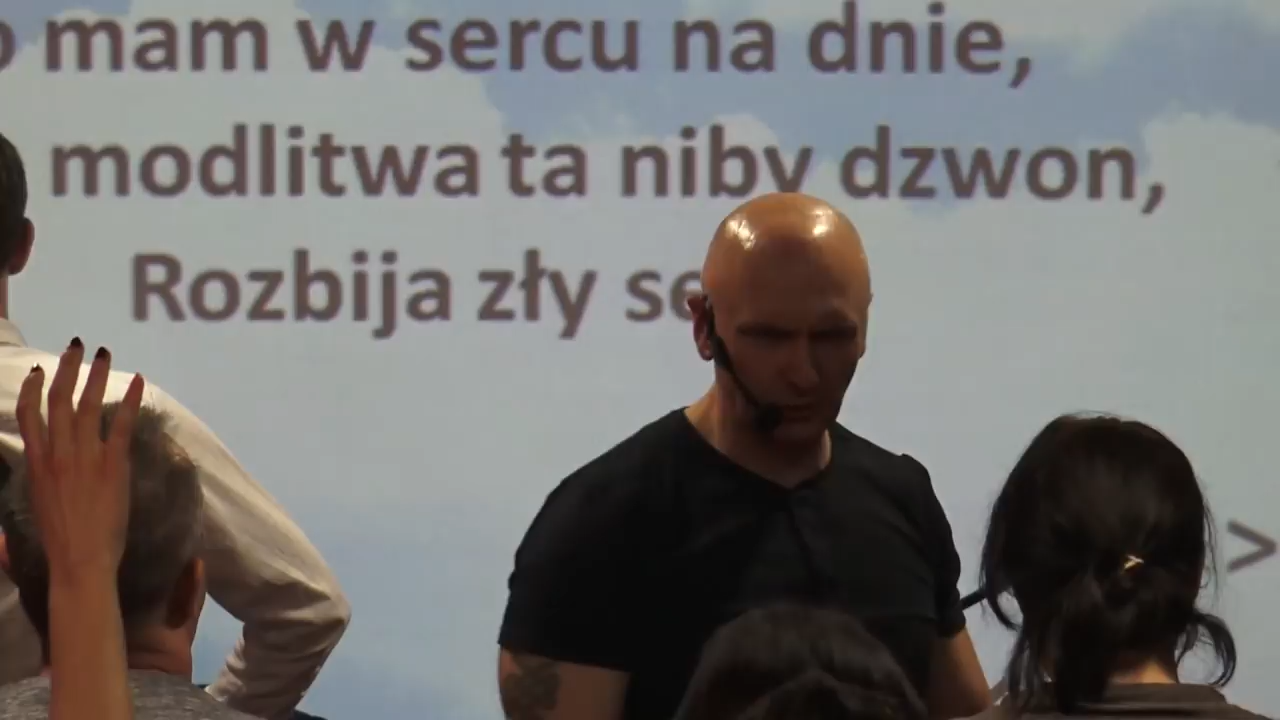 mam w sercu na dnie,
modlitwa ta niby dzwon,
Rozbija zły
>